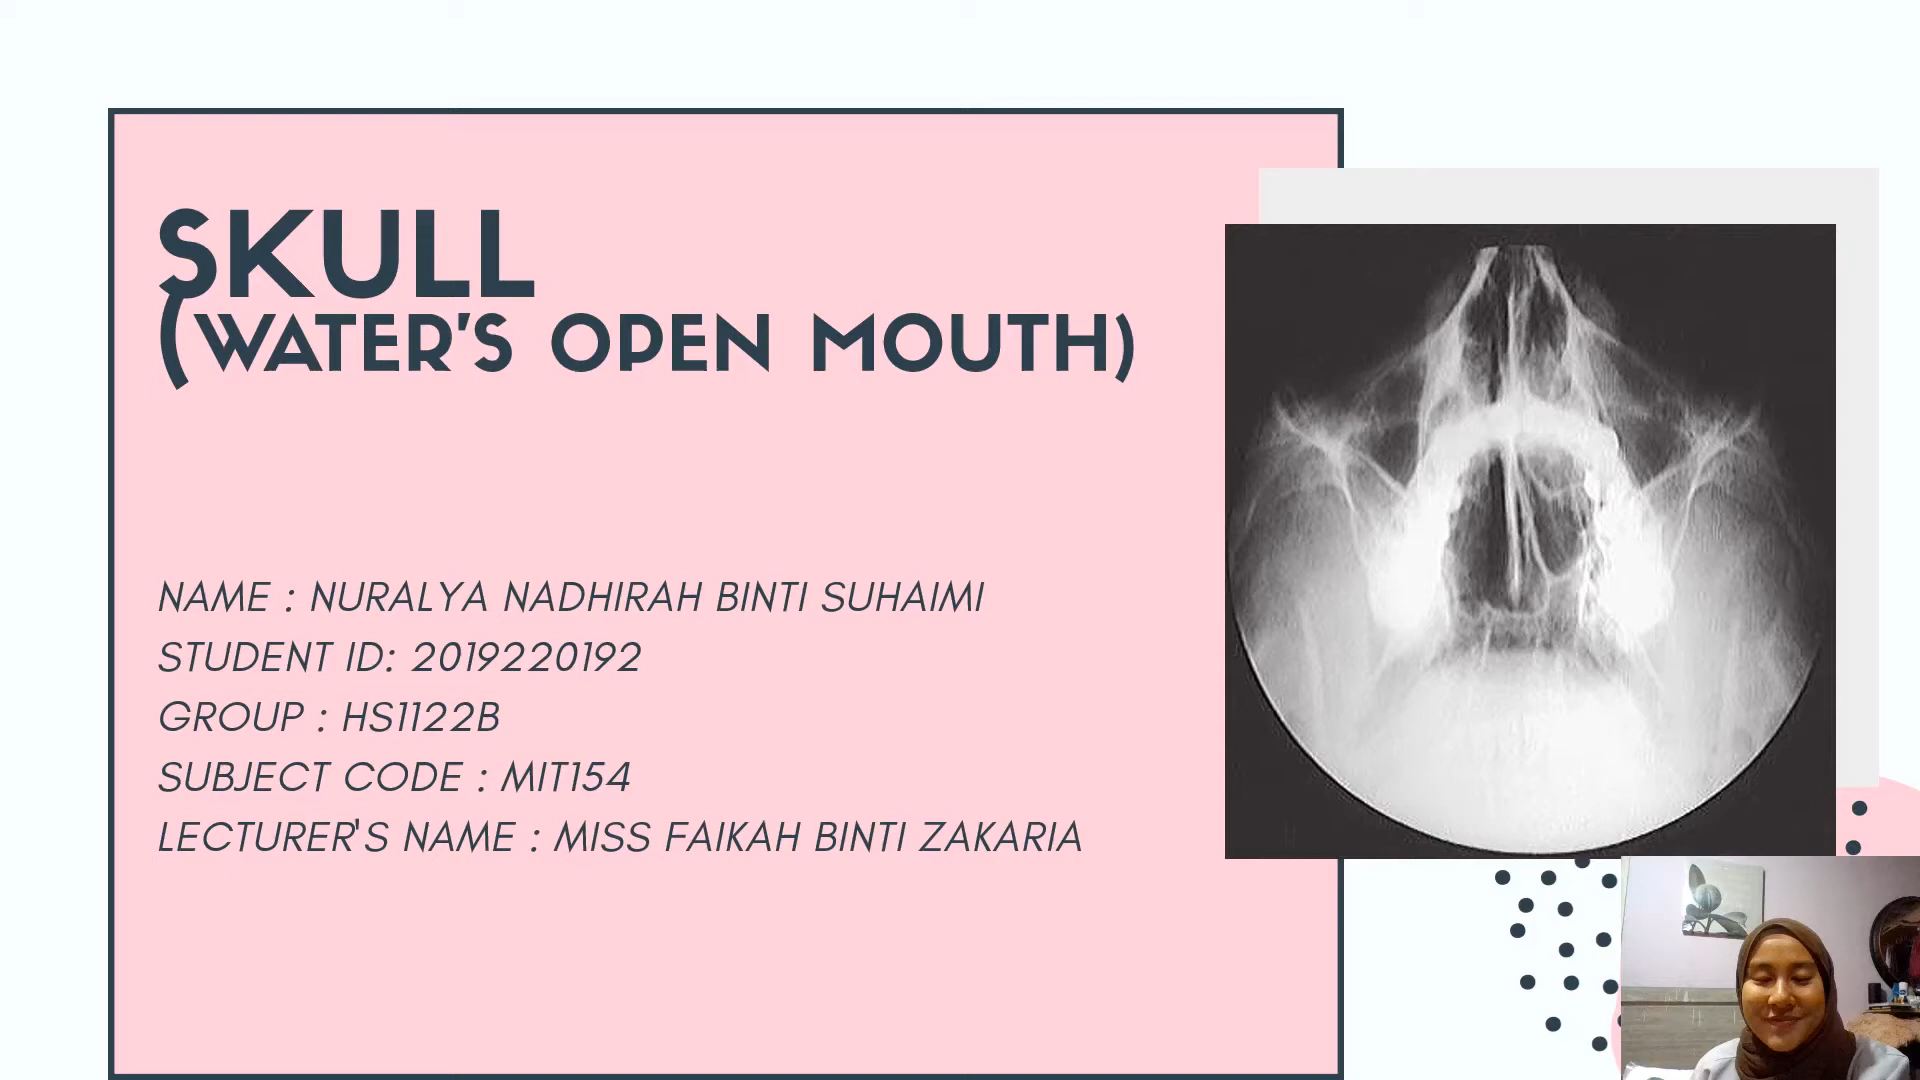 SKULL
(WATER'S OPEN MOUTH)
NAME : NURALYA NADHIRAH BINTI SUHAIMI
STUDENT ID: 2019220192
GROUP : HS1122B
SUBJECT CODE : MIT154
LECTURER'S NAME : MISS FAIKAH BINTI ZAKARIA